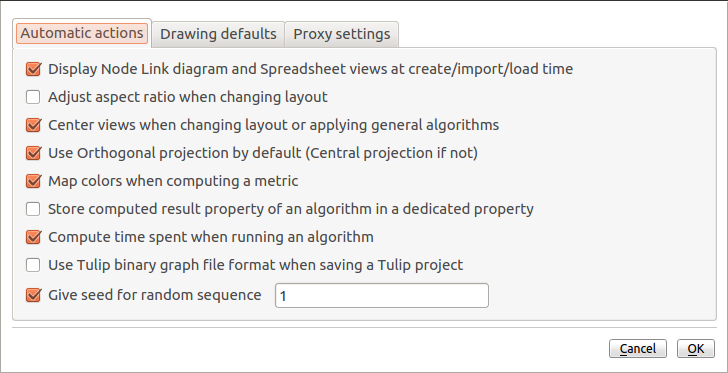 Automatic actions Drawing defaults Proxy settings
Display Node Link diagram and Spreadsheet views at create/import/load time
Adjust aspect ratio when changing layout
Center views when changing layout or applying general algorithms
Use Orthogonal projection by default (Central projection if not)
Map colors when computing a metric
Store computed result property of an algorithm in a dedicated property
Compute time spent when running an algorithm
Use Tulip binary graph file format when saving a Tulip project
Give seed for random sequence 1
Cancel OK